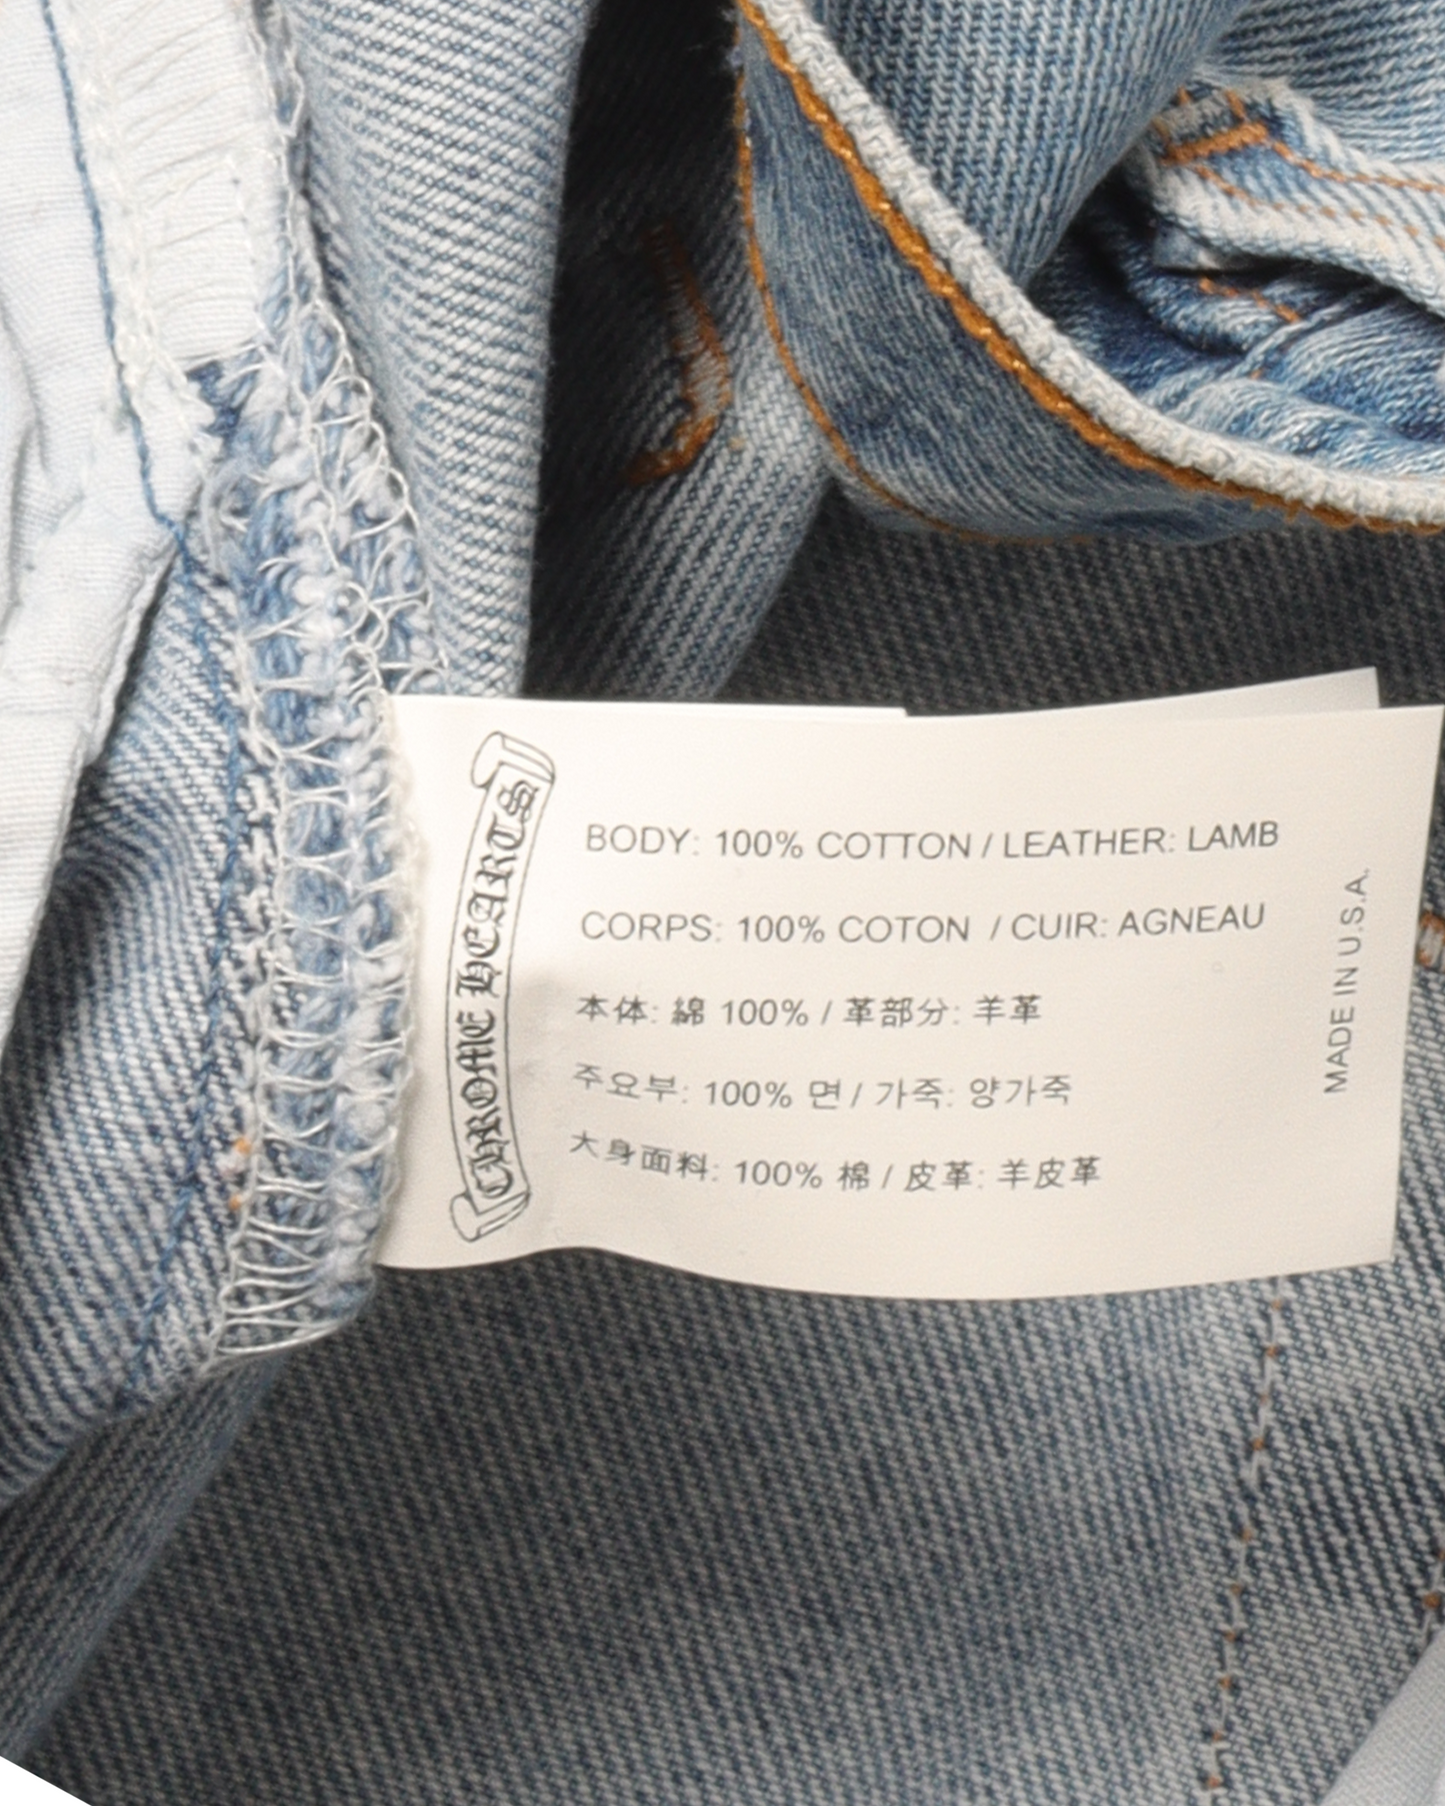 CHROME HEARTS
BODY: 100% COTTON / LEATHER: LAMB
CORPS: 100% COTON / CUIR: AGNEAU
本体: 綿 100% / 革部分: 羊革
주요부: 100% 면 / 가죽: 양가죽
大身面料: 100% 棉 / 皮革: 羊皮革
MADE IN U.S.A.